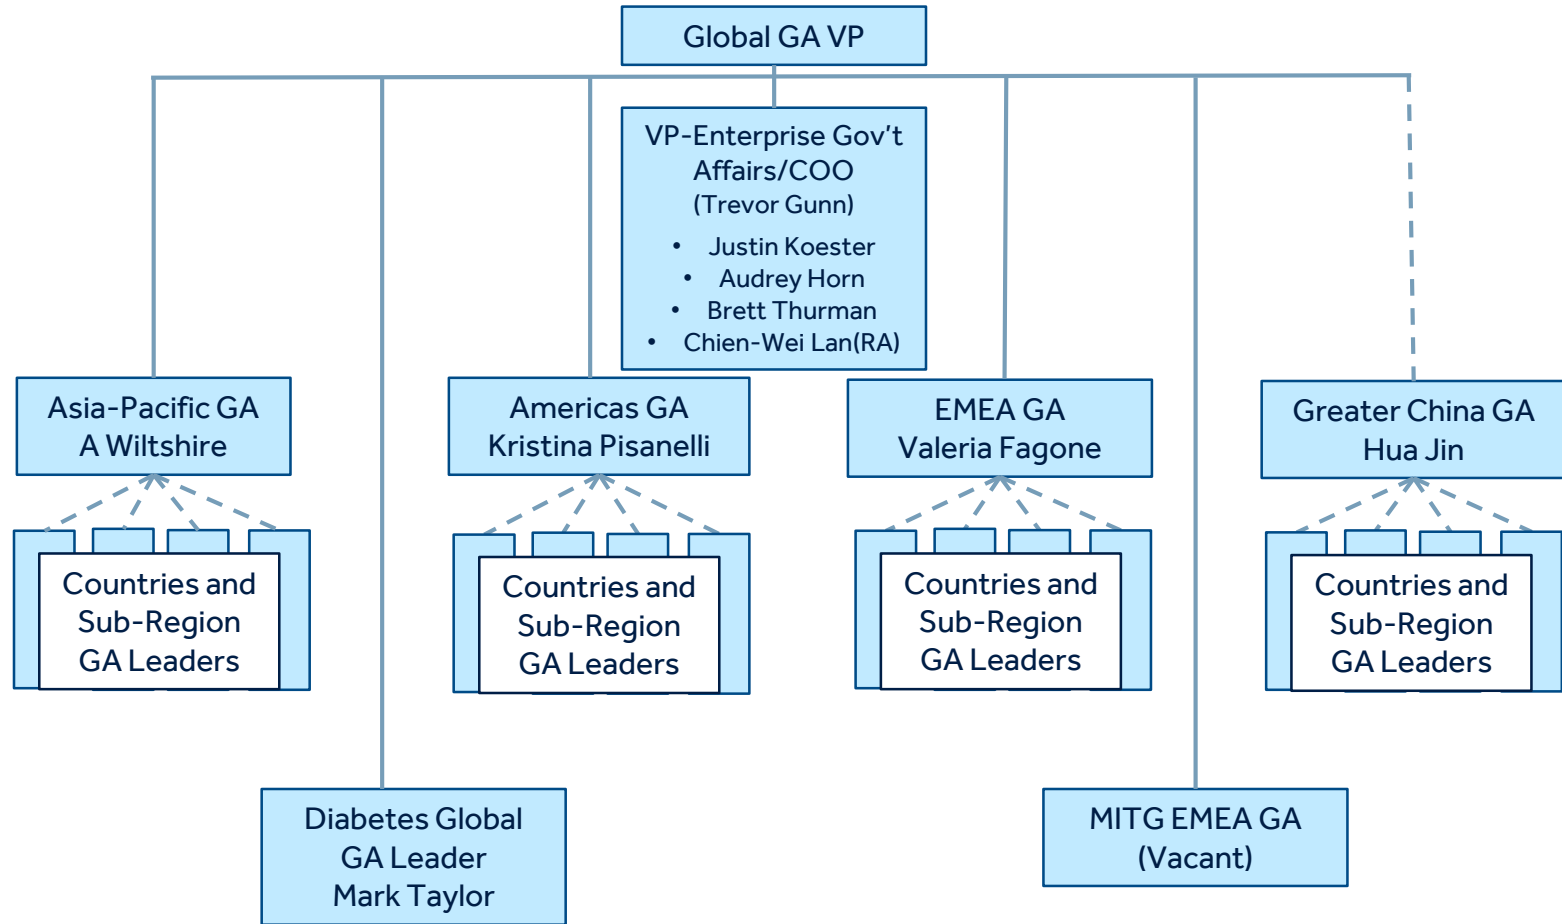 Global GA VP
VP-Enterprise Gov't
Affairs/COO
(Trevor Gunn)
• Justin Koester
• Audrey Horn
• Brett Thurman
• Chien-Wei Lan(RA)
Asia-Pacific GA
A Wiltshire
Americas GA
Kristina Pisanelli
EMEA GA
Valeria Fagone
Greater China GA
Hua Jin
Countries and
Sub-Region
GA Leaders
Countries and
Sub-Region
GA Leaders
Countries and
Sub-Region
GA Leaders
Countries and
Sub-Region
GA Leaders
Diabetes Global
GA Leader
Mark Taylor
MITG EMEA GA
(Vacant)